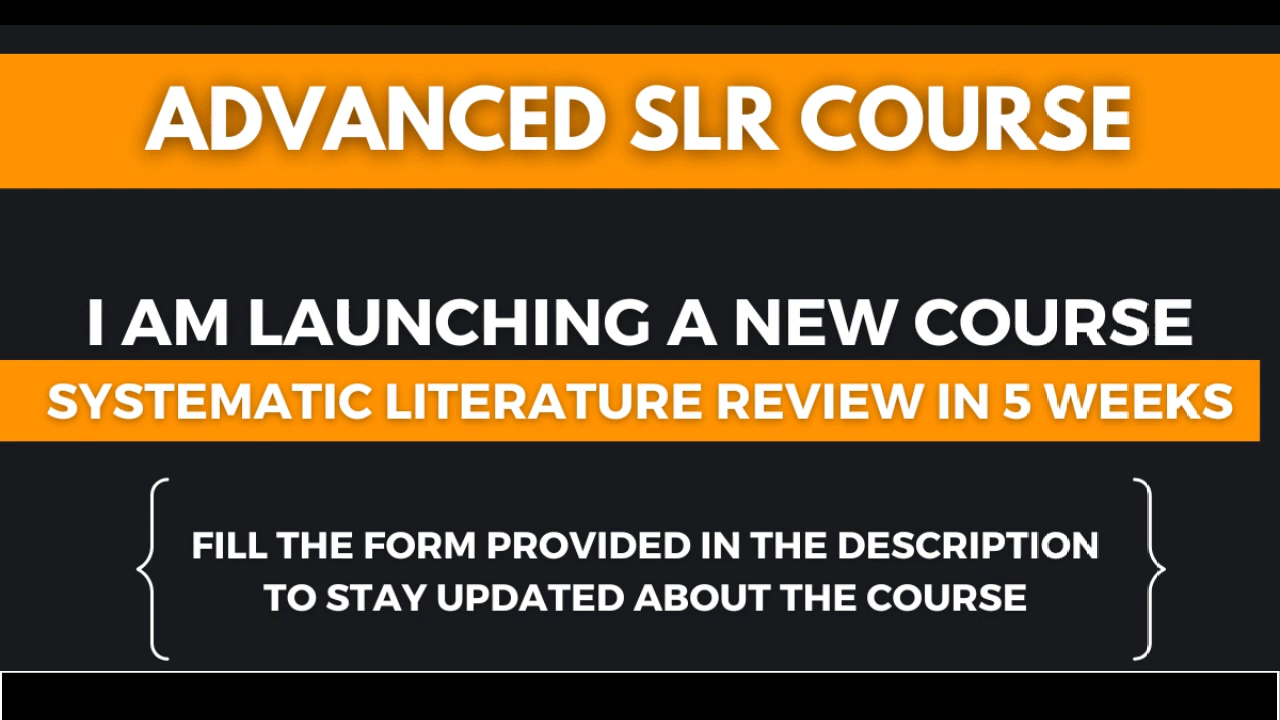 ADVANCED SLR COURSE
I AM LAUNCHING A NEW COURSE
SYSTEMATIC LITERATURE REVIEW IN 5 WEEKS
FILL THE FORM PROVIDED IN THE DESCRIPTION
TO STAY UPDATED ABOUT THE COURSE